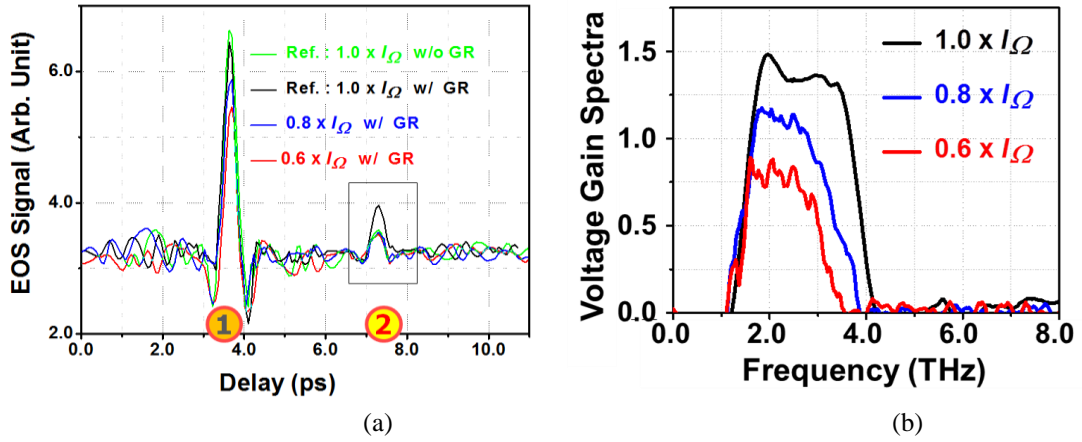 EOS Signal (Arb. Unit)
6.0
4.0
3.0
2.0
Ref. : 1.0 x IΩ w/o GR
Ref. : 1.0 x IΩ w/ GR
0.8 x IΩ w/ GR
0.6 x IΩ w/ GR
1
2
0.0 2.0 4.0 6.0 8.0 10.0
Delay (ps)
(a)
(b)
Voltage Gain Spectra
1.5
1.0
0.5
0.0
1.0 x IΩ
0.8 x IΩ
0.6 x IΩ
2.0 4.0 6.0 8.0
Frequency (THz)
(a)
(b)